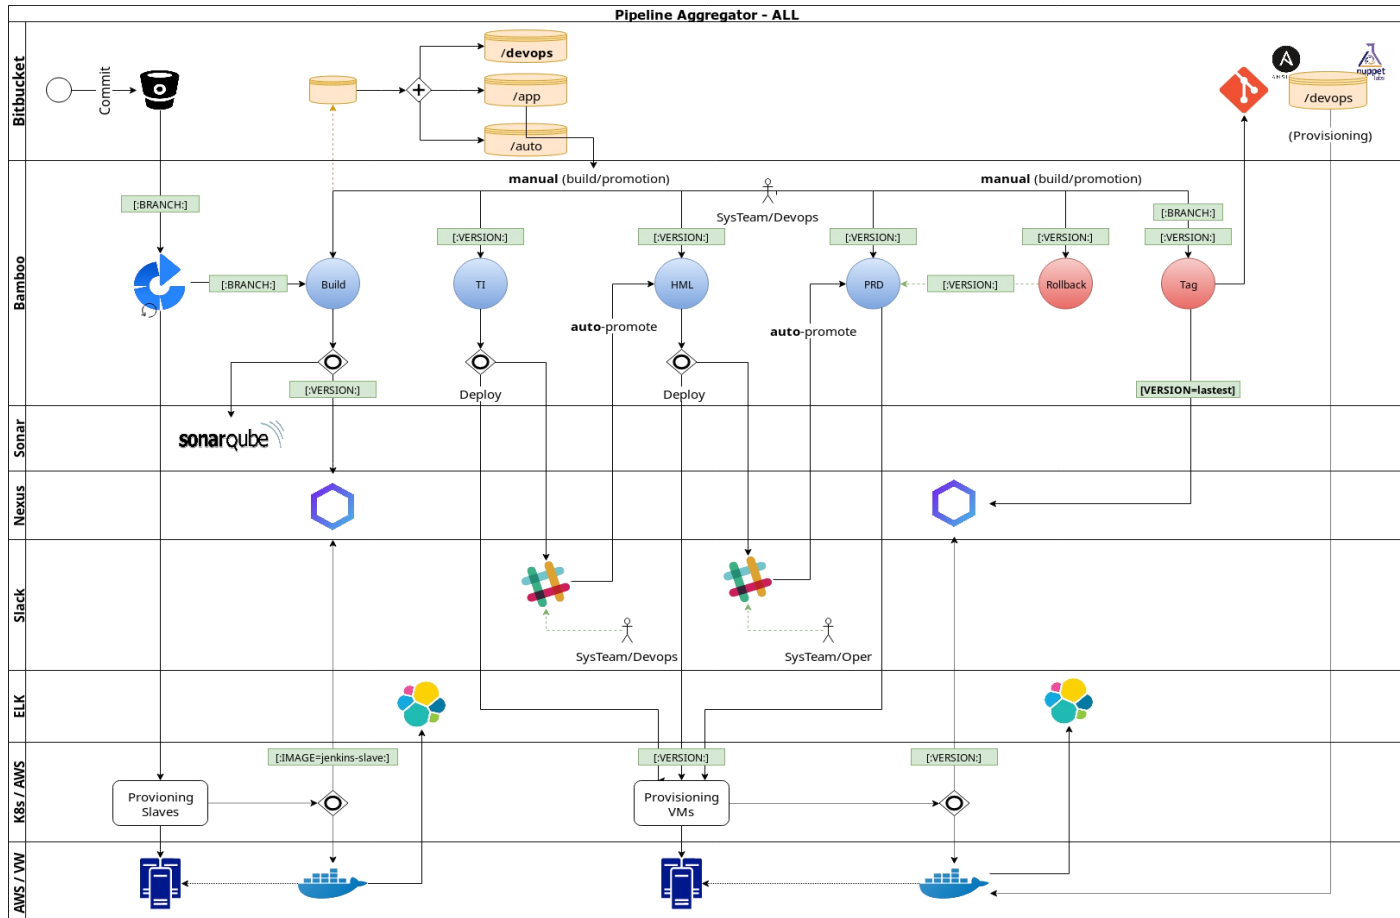 Pipeline Aggregator - ALL
Bitbucket
Commit
/devops
/app
/auto
/devops
(Provisioning)
puppet
labs
Bamboo
manual (build/promotion)
manual (build/promotion)
SysTeam/Devops
[:BRANCH:]
[:BRANCH:]
[:VERSION:]
[:VERSION:]
[:VERSION:]
[:VERSION:]
[:VERSION:]
[:BRANCH:]
Build
TI
HML
PRD
[:VERSION:]
Rollback
Tag
auto-promote
auto-promote
[:VERSION:]
Deploy
Deploy
[VERSION=lastest]
Sonar
sonarqube
Nexus
Slack
SysTeam/Devops
SysTeam/Oper
ELK
K8s / AWS
[:IMAGE=jenkins-slave:]
[:VERSION:]
[:VERSION:]
Provioning
Slaves
Provisioning
VMs
AWS / VW